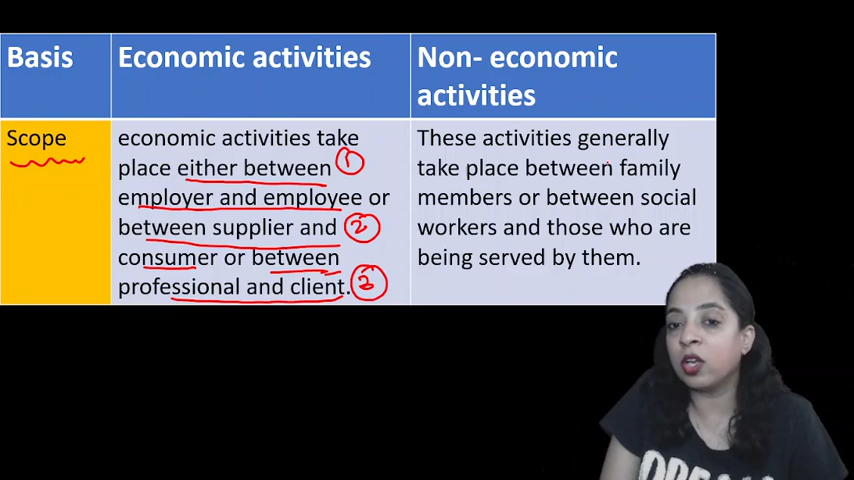 Basis
Economic activities
Non- economic
activities
Scope
economic activities take
place either between
1
employer and employee or
between supplier and
2
consumer or between
professional and client.
3
These activities generally
take place between family
members or between social
workers and those who are
being served by them.